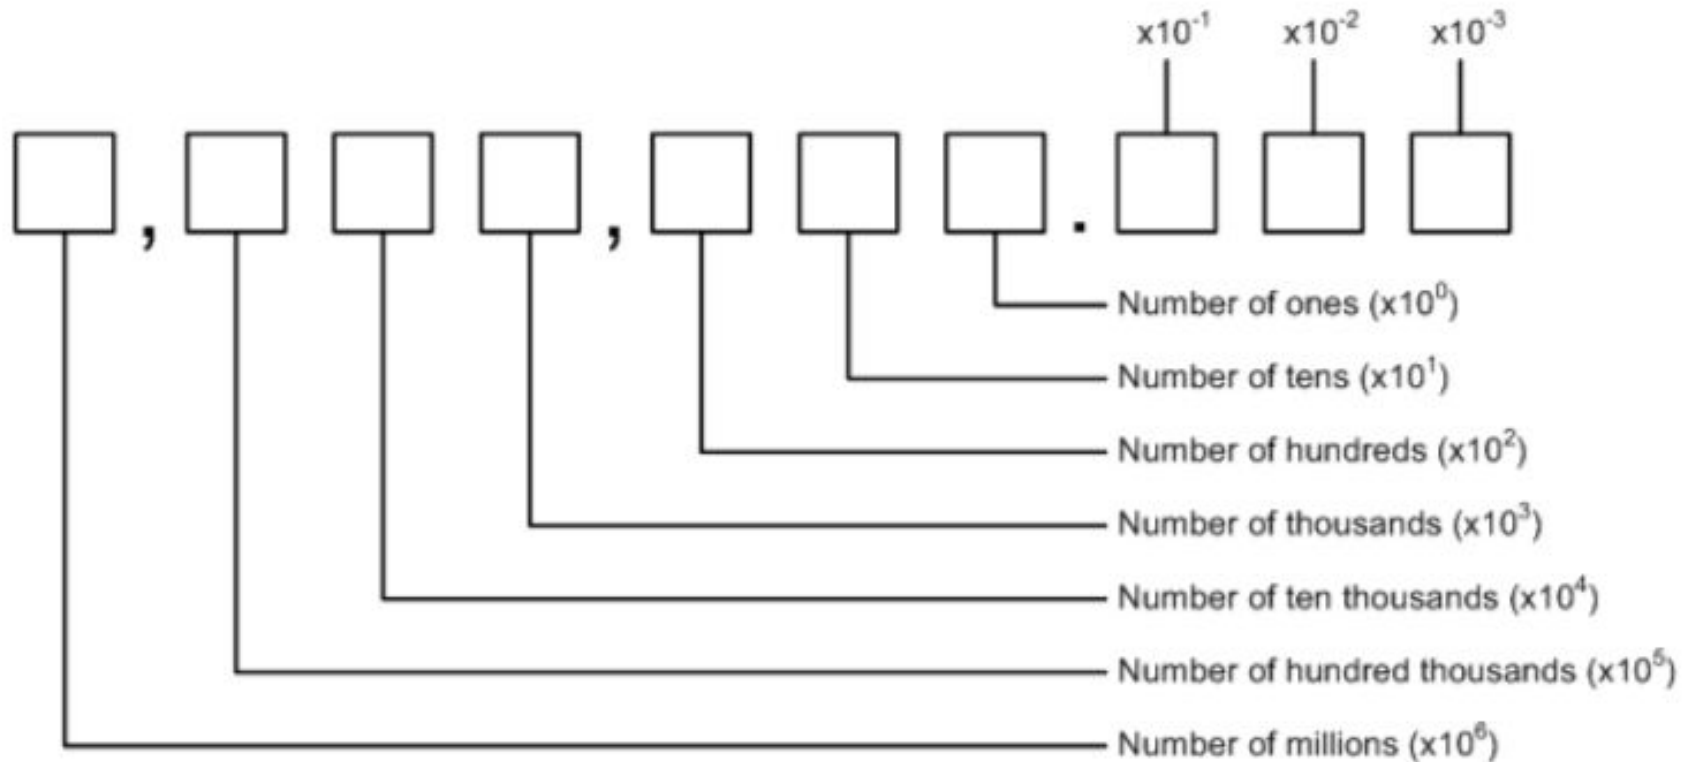 x10⁻¹ x10⁻² x10⁻³
, , .
Number of ones (x10⁰)
Number of tens (x10¹)
Number of hundreds (x10²)
Number of thousands (x10³)
Number of ten thousands (x10⁴)
Number of hundred thousands (x10⁵)
Number of millions (x10⁶)